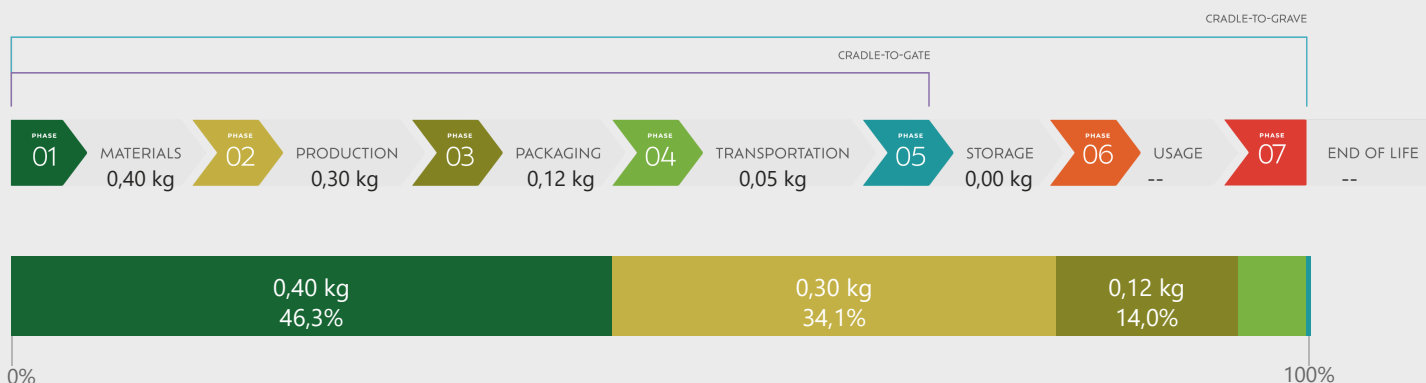 CRADLE-TO-GRAVE
CRADLE-TO-GATE
PHASE
01
MATERIALS
0,40 kg
PHASE
02
PRODUCTION
0,30 kg
PHASE
03
PACKAGING
0,12 kg
PHASE
04
TRANSPORTATION
0,05 kg
PHASE
05
STORAGE
0,00 kg
PHASE
06
USAGE
--
PHASE
07
END OF LIFE
--
0,40 kg
46,3%
0,30 kg
34,1%
0,12 kg
14,0%
0%
100%